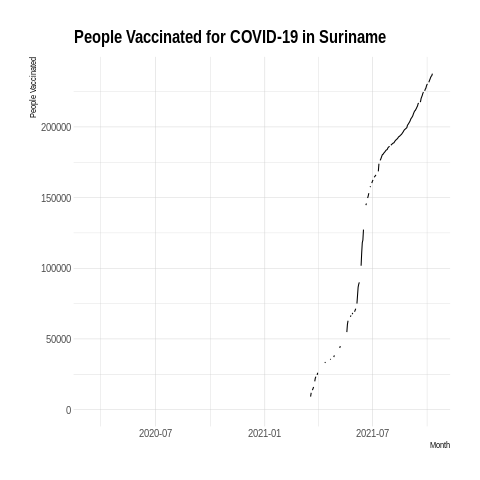 People Vaccinated for COVID-19 in Suriname
People Vaccinated
200000
150000
100000
50000
0
2020-07 2021-01 2021-07
Month